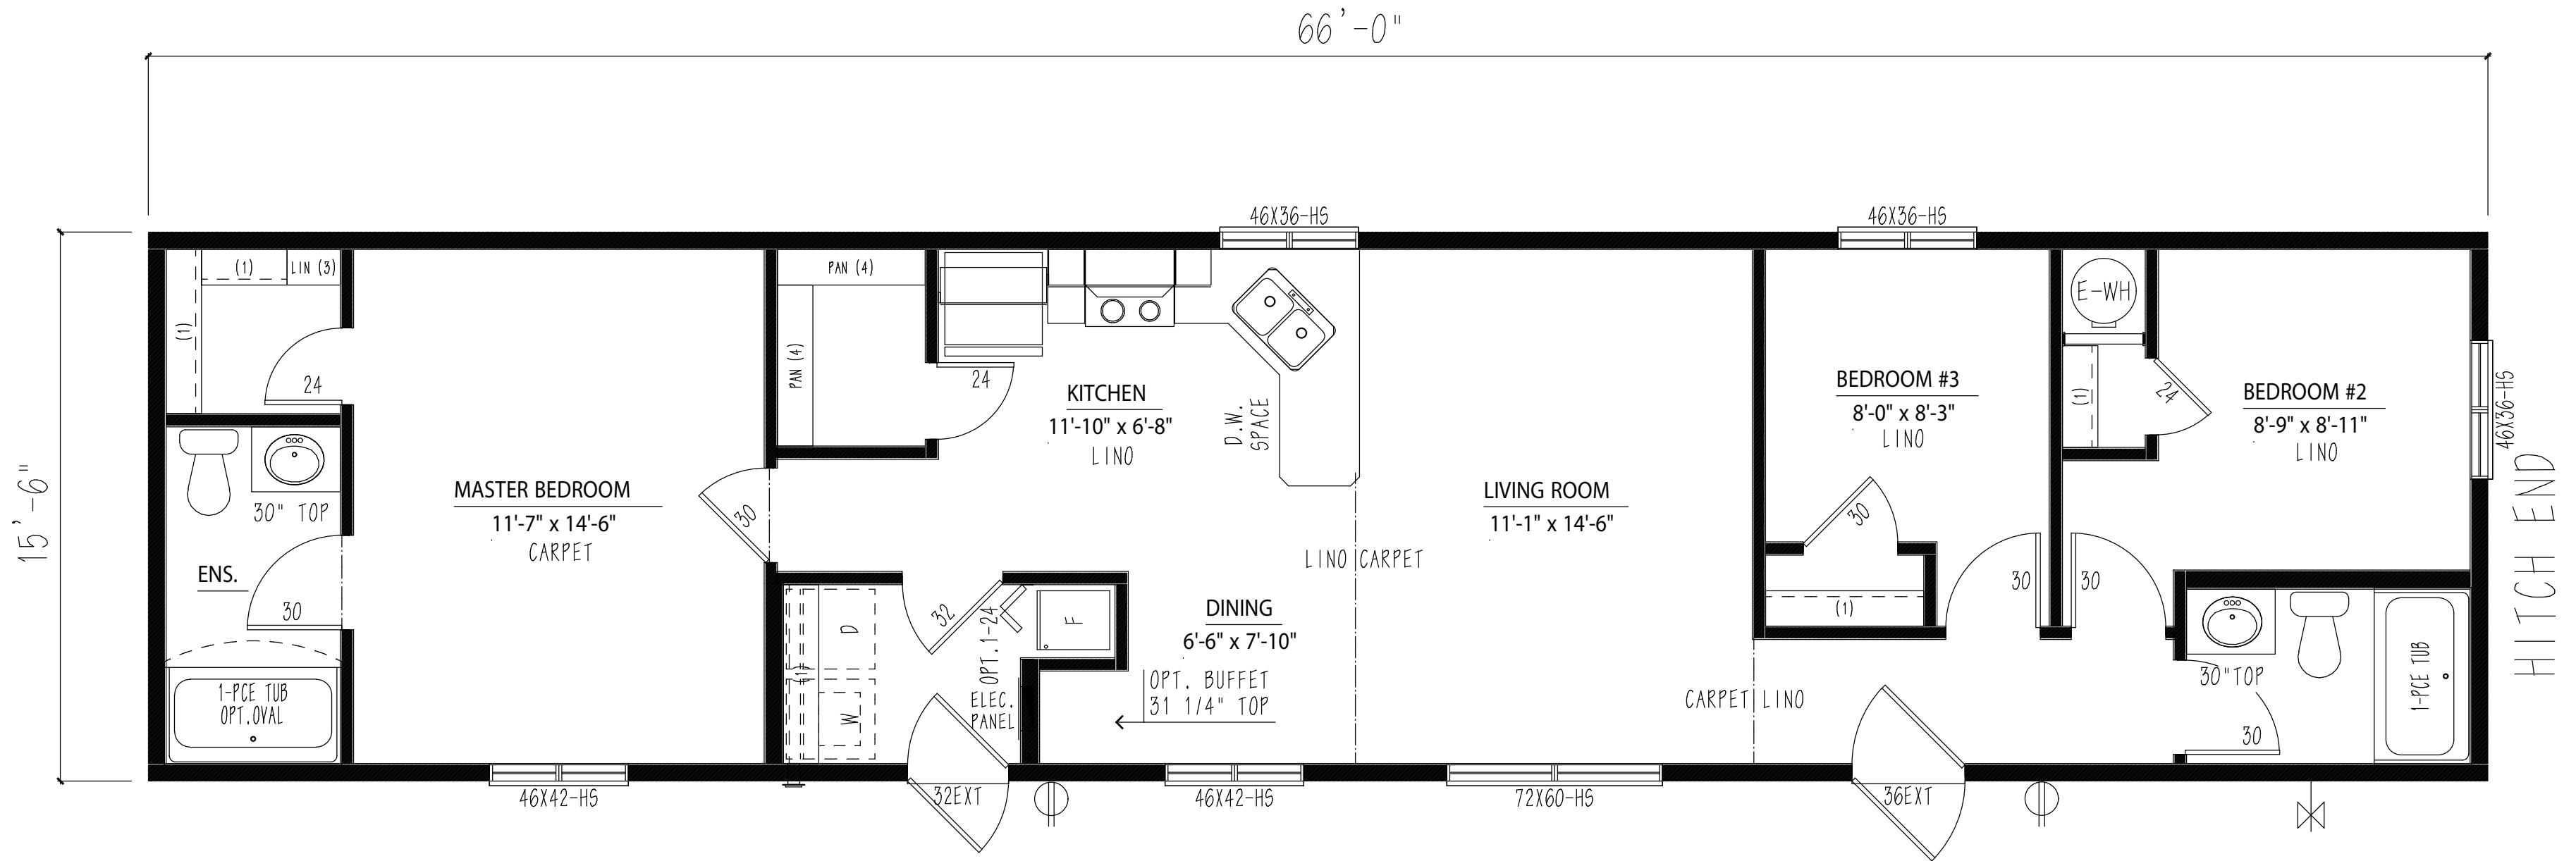 66'-0"
15'-6"
46X36-HS
46X36-HS
(1)
LIN (3)
(1)
24
30" TOP
ENS.
30
1-PCE TUB
OPT.OVAL
MASTER BEDROOM
11'-7" x 14'-6"
CARPET
46X42-HS
30
PAN (4)
PAN (4)
24
KITCHEN
11'-10" x 6'-8"
LINO
D.W.
SPACE
32
OPT.1-24
F
D
(1)
W
ELEC.
PANEL
32EXT
DINING
6'-6" x 7'-10"
OPT. BUFFET
31 1/4" TOP
46X42-HS
LINO CARPET
LIVING ROOM
11'-1" x 14'-6"
72X60-HS
CARPET LINO
BEDROOM #3
8'-0" x 8'-3"
LINO
30
(1)
30
36EXT
E-WH
(1)
24
BEDROOM #2
8'-9" x 8'-11"
LINO
30
30"TOP
30
1-PCE TUB
46X36-HS
HITCH END